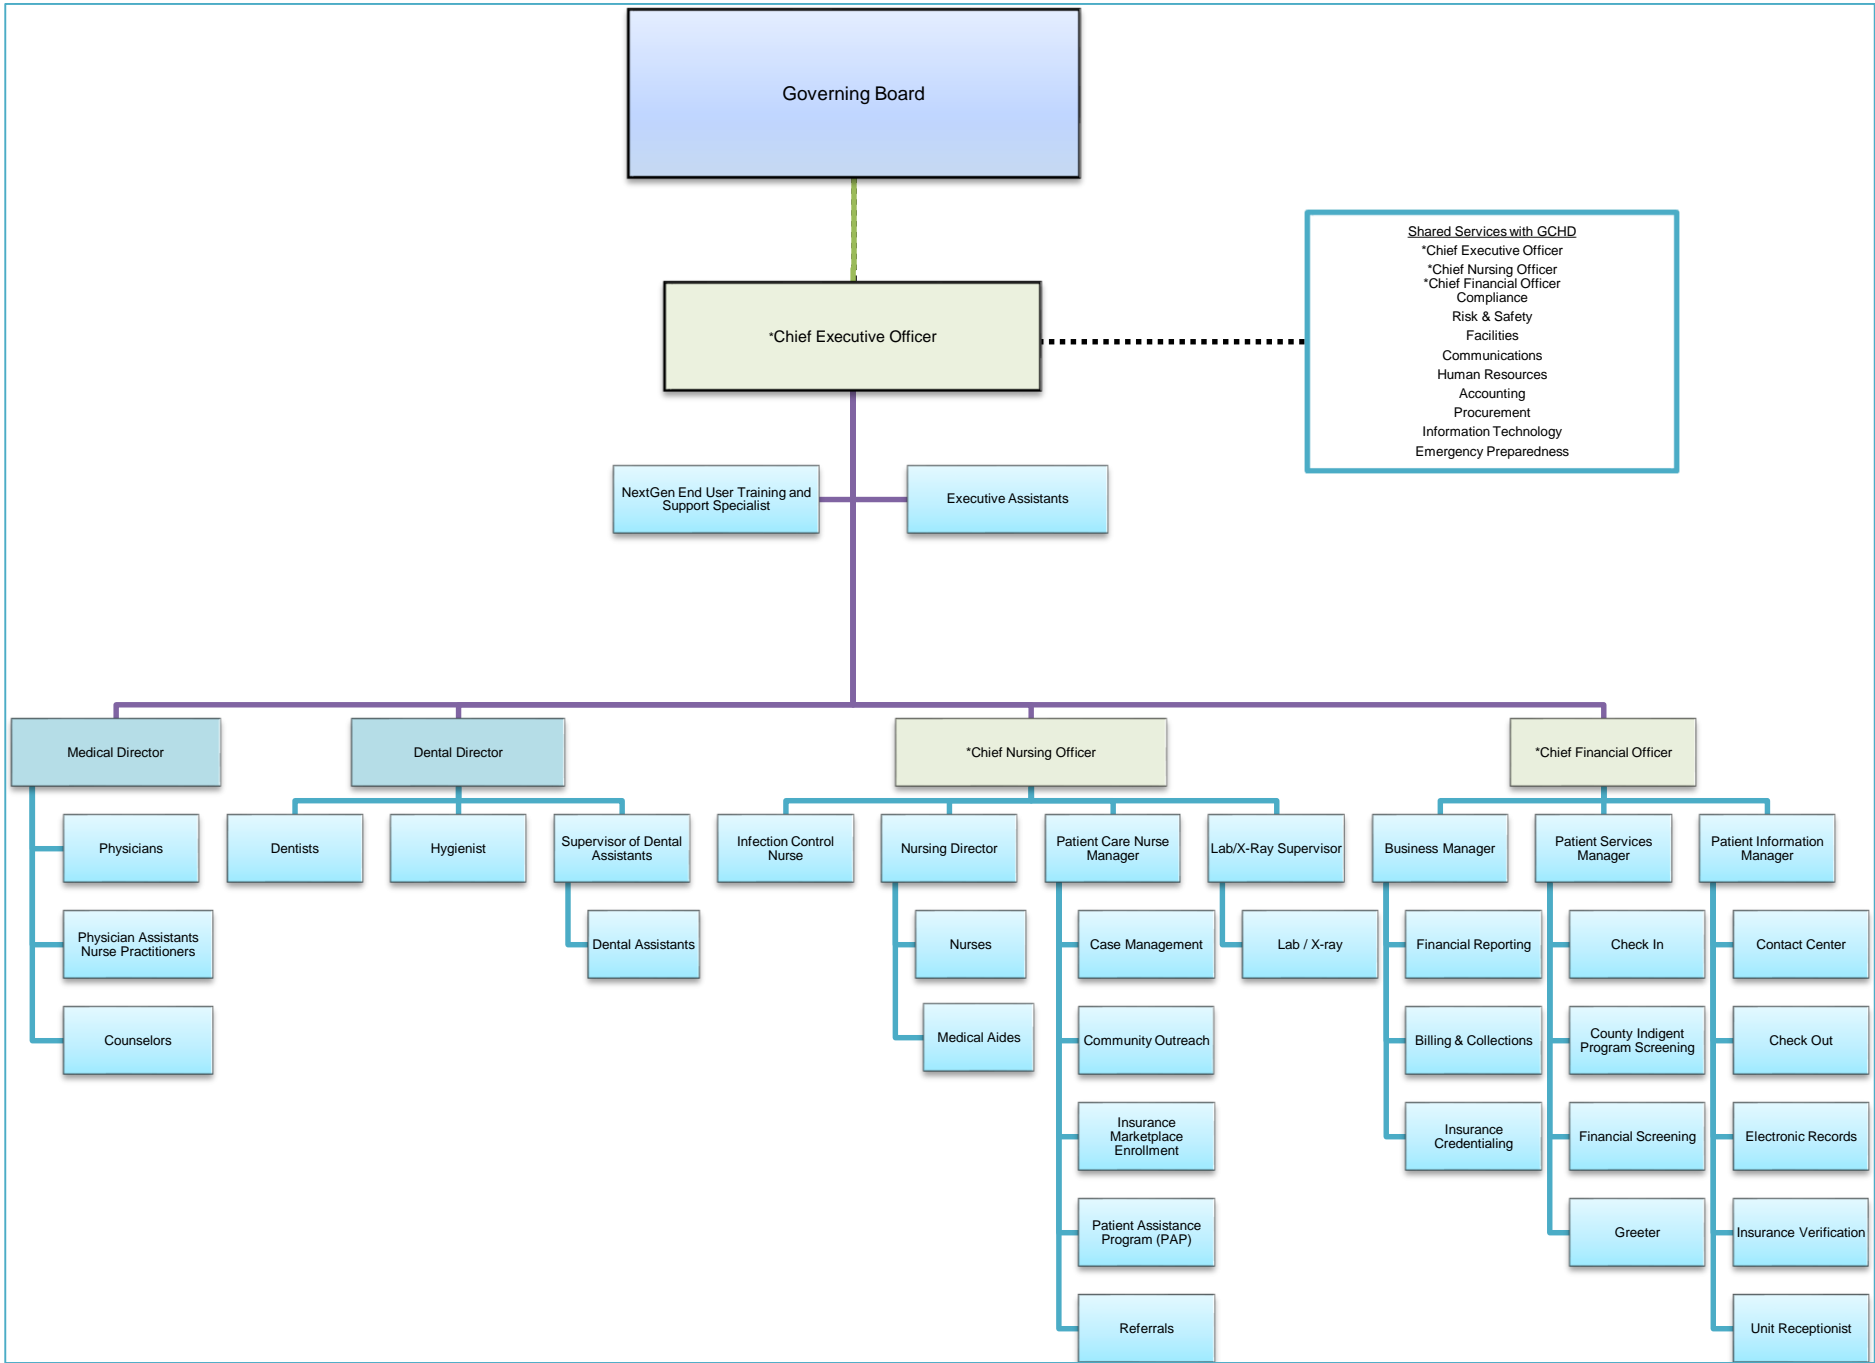 Governing Board
Shared Services with GCHD
*Chief Executive Officer
*Chief Nursing Officer
*Chief Financial Officer
Compliance
Risk & Safety
Facilities
Communications
Human Resources
Accounting
Procurement
Information Technology
Emergency Preparedness
*Chief Executive Officer
NextGen End User Training and
Support Specialist
Executive Assistants
Medical Director
Dental Director
*Chief Nursing Officer
*Chief Financial Officer
Physicians
Dentists
Hygienist
Supervisor of Dental
Assistants
Infection Control
Nurse
Nursing Director
Patient Care Nurse
Manager
Lab/X-Ray Supervisor
Business Manager
Patient Services
Manager
Patient Information
Manager
Physician Assistants
Nurse Practitioners
Dental Assistants
Nurses
Case Management
Lab / X-ray
Financial Reporting
Check In
Contact Center
Counselors
Medical Aides
Community Outreach
Billing & Collections
County Indigent
Program Screening
Check Out
Insurance
Marketplace
Enrollment
Insurance
Credentialing
Financial Screening
Electronic Records
Patient Assistance
Program (PAP)
Greeter
Insurance Verification
Referrals
Unit Receptionist